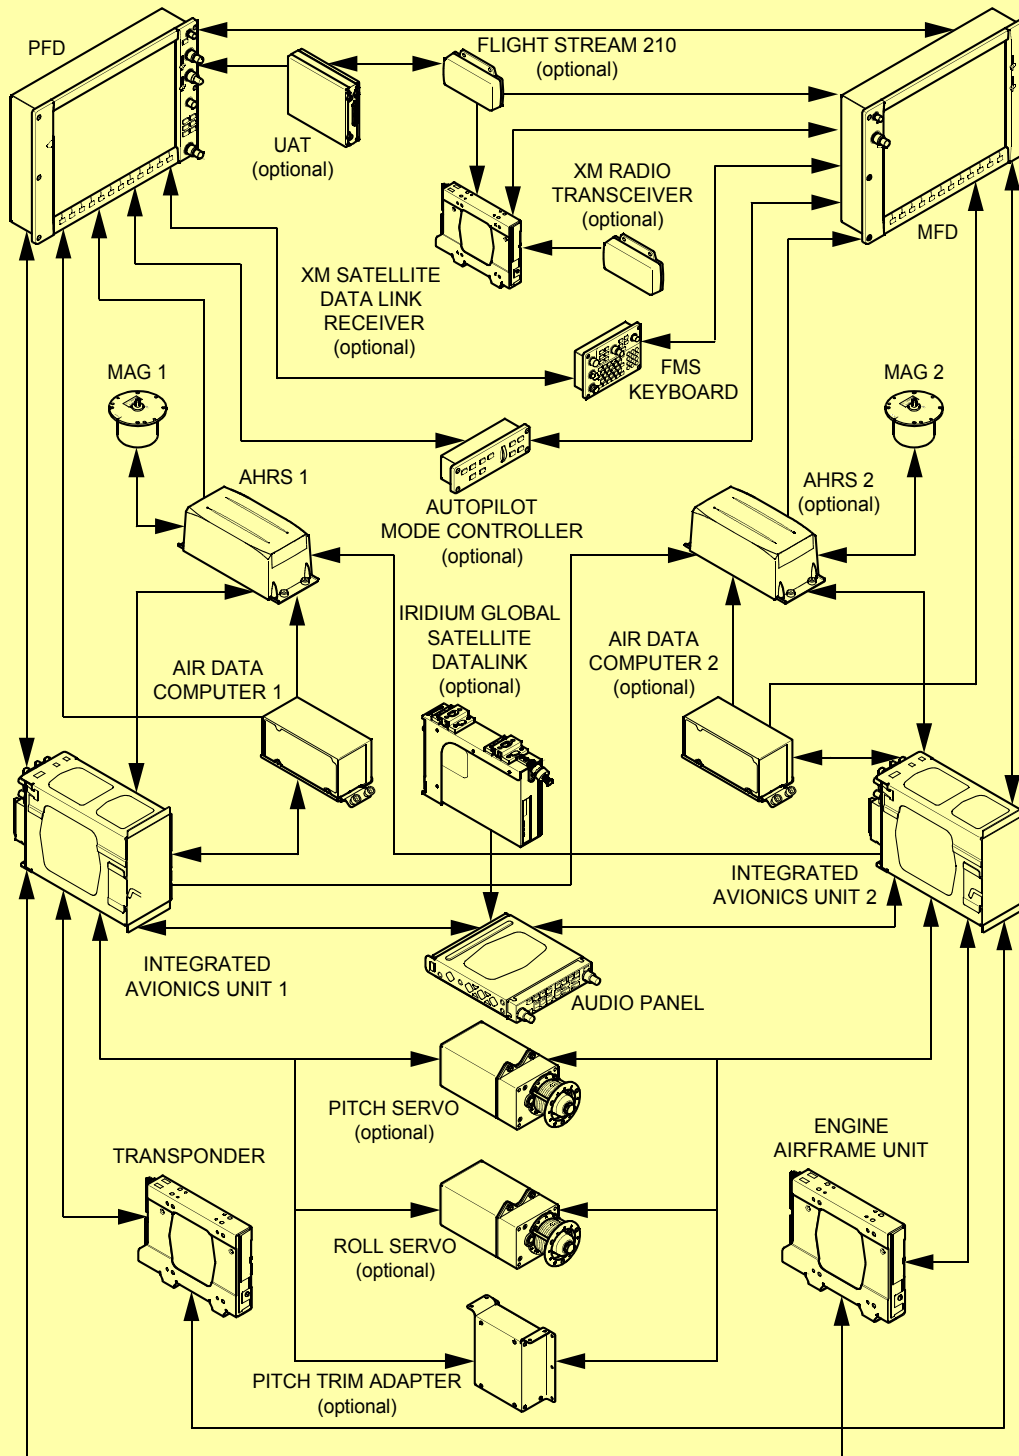 PFD
FLIGHT STREAM 210
(optional)
UAT
(optional)
XM RADIO
TRANSCEIVER
(optional)
MFD
XM SATELLITE
DATA LINK
RECEIVER
(optional)
FMS
KEYBOARD
MAG 1
MAG 2
AHRS 1
AHRS 2
(optional)
AUTOPILOT
MODE CONTROLLER
(optional)
IRIDIUM GLOBAL
SATELLITE
DATALINK
(optional)
AIR DATA
COMPUTER 1
AIR DATA
COMPUTER 2
(optional)
INTEGRATED
AVIONICS UNIT 2
INTEGRATED
AVIONICS UNIT 1
AUDIO PANEL
PITCH SERVO
(optional)
ENGINE
AIRFRAME UNIT
TRANSPONDER
ROLL SERVO
(optional)
PITCH TRIM ADAPTER
(optional)